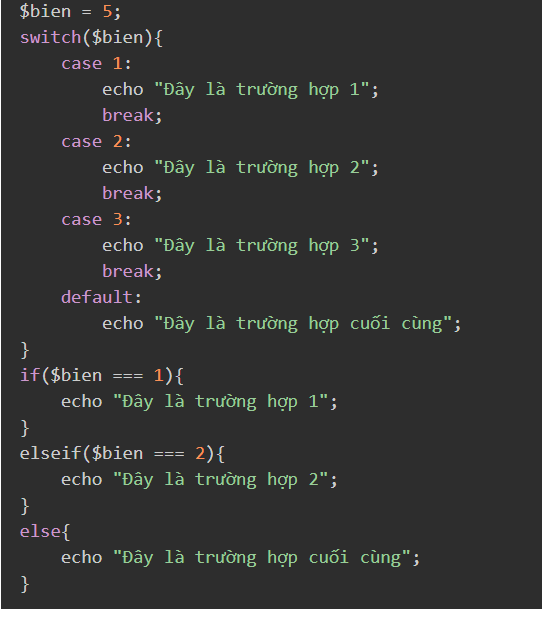 $bien = 5;
switch($bien){
    case 1:
        echo "Đây là trường hợp 1";
        break;
    case 2:
        echo "Đây là trường hợp 2";
        break;
    case 3:
        echo "Đây là trường hợp 3";
        break;
    default:
        echo "Đây là trường hợp cuối cùng";
}
if($bien === 1){
    echo "Đây là trường hợp 1";
}
elseif($bien === 2){
    echo "Đây là trường hợp 2";
}
else{
    echo "Đây là trường hợp cuối cùng";
}